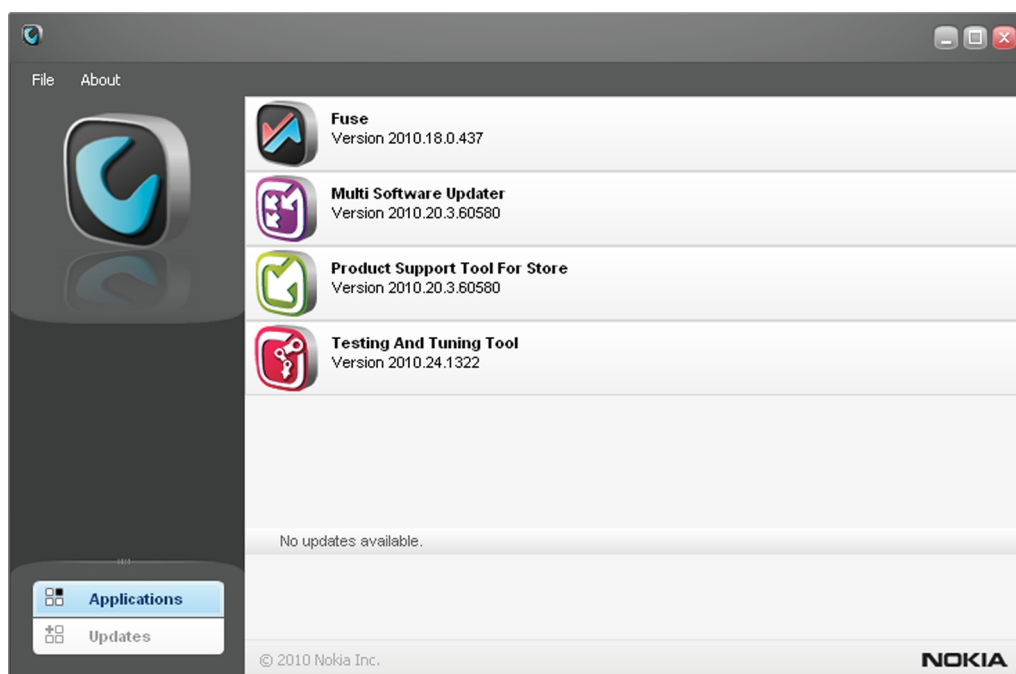 File About
Fuse
Version 2010.18.0.437
Multi Software Updater
Version 2010.20.3.60580
Product Support Tool For Store
Version 2010.20.3.60580
Testing And Tuning Tool
Version 2010.24.1322
No updates available.
Applications
Updates
© 2010 Nokia Inc.
NOKIA